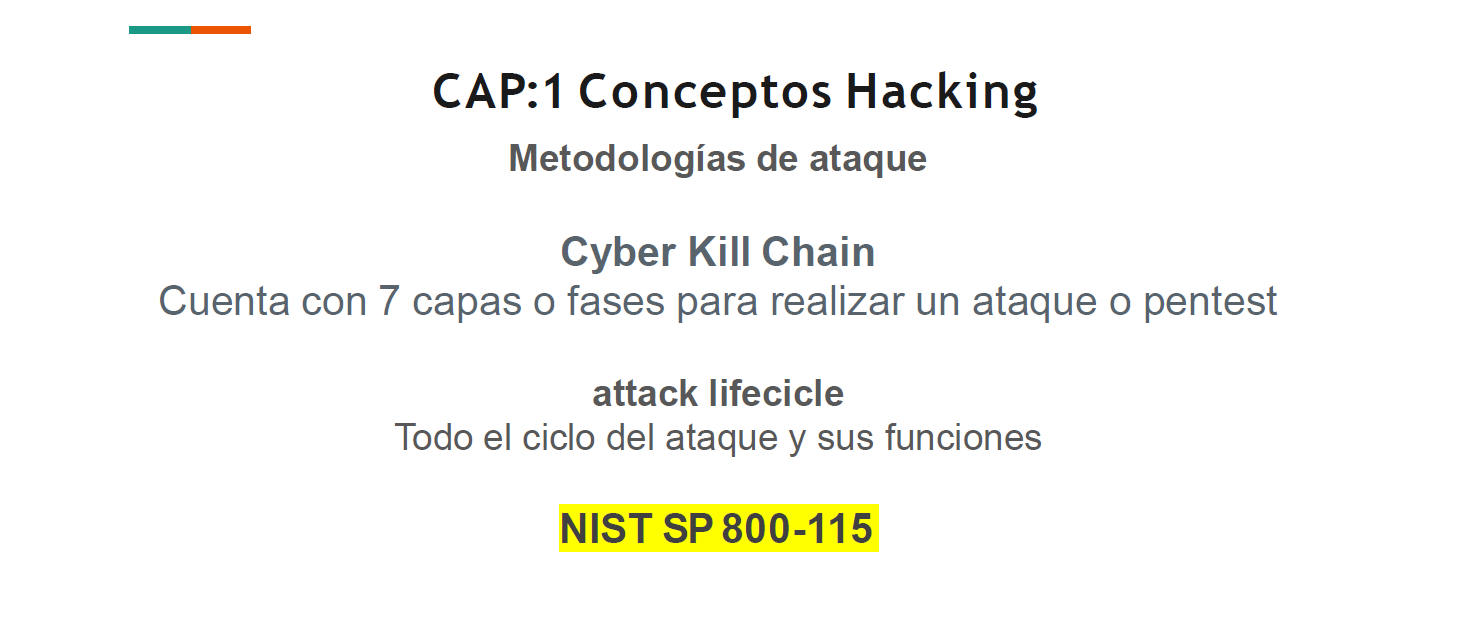 CAP:1 Conceptos Hacking
Metodologías de ataque
Cyber Kill Chain
Cuenta con 7 capas o fases para realizar un ataque o pentest
attack lifecicle
Todo el ciclo del ataque y sus funciones
NIST SP 800-115